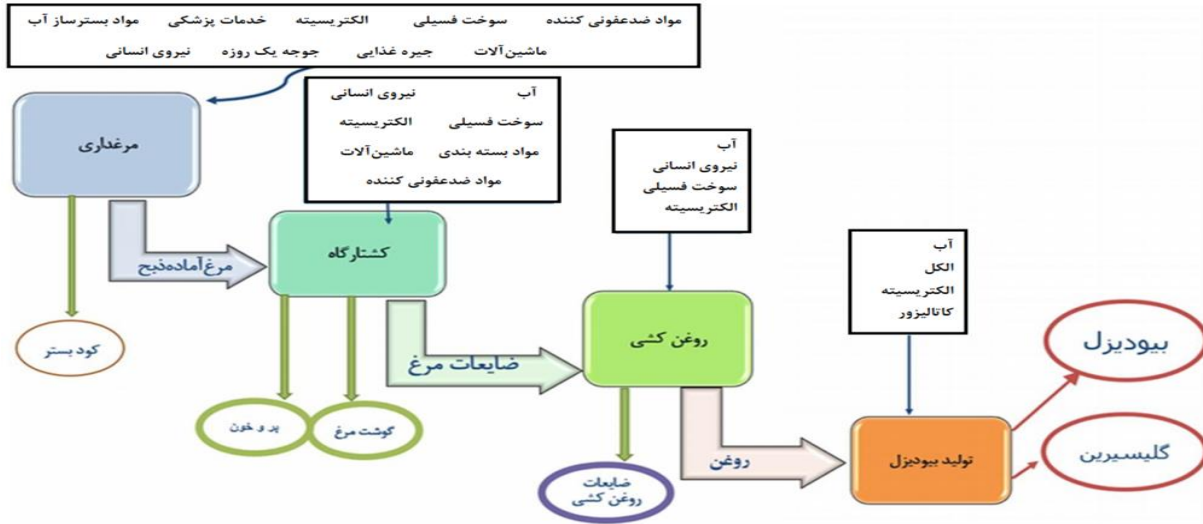 مواد ضدعفونی کننده سوخت فسیلی الکتریسیته خدمات پزشکی مواد بسترساز آب
ماشین‌آلات جیره غذایی جوجه یک روزه نیروی انسانی
مرغداری
آب نیروی انسانی
سوخت فسیلی الکتریسیته
مواد بسته بندی ماشین‌آلات
مواد ضدعفونی کننده
مرغ‌آماده‌ذبح
کشتارگاه
کود بستر
آب
نیروی انسانی
سوخت فسیلی
الکتریسیته
ضایعات مرغ
روغن کشی
پر و خون
گوشت مرغ
آب
الکل
الکتریسیته
کاتالیزور
روغن
تولید بیودیزل
ضایعات
روغن کشی
بیودیزل
گلیسیرین